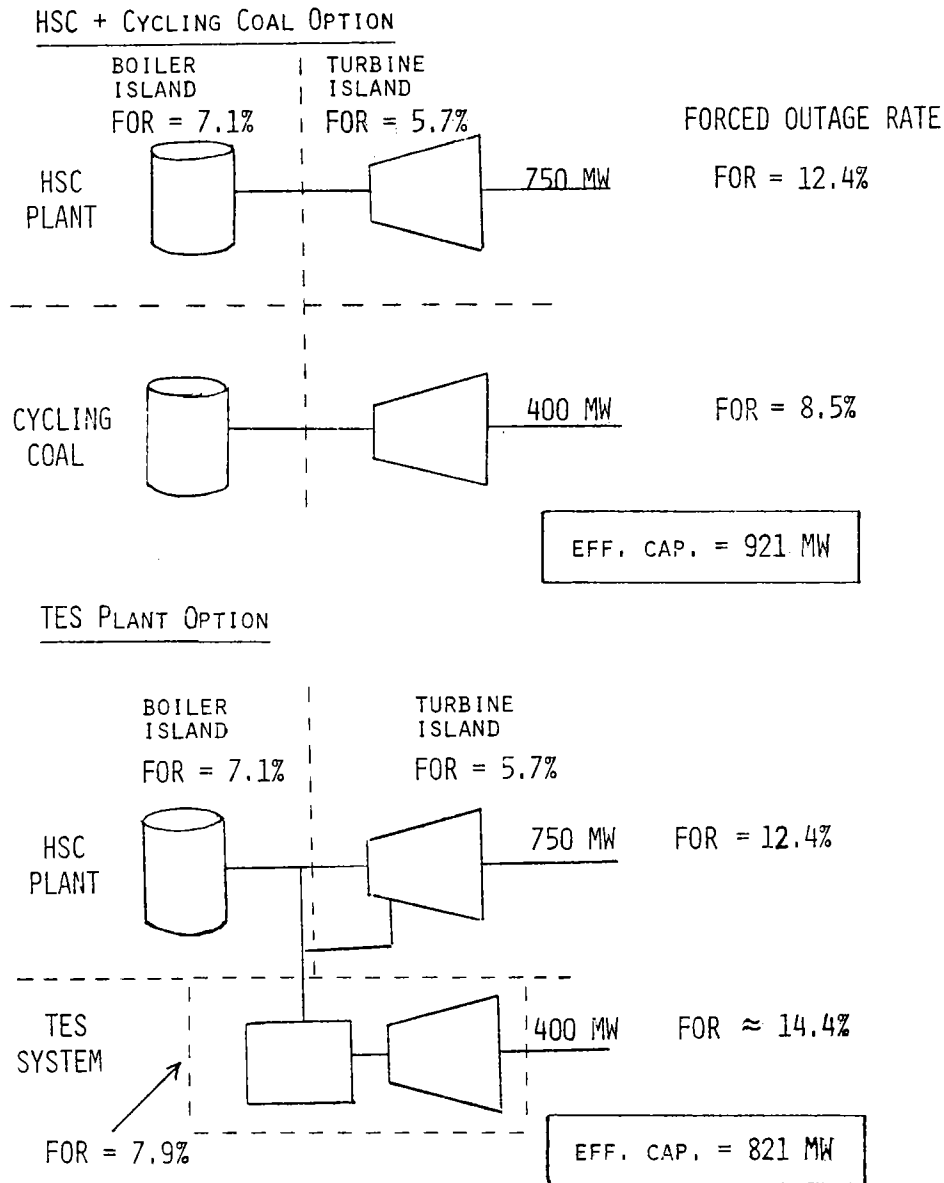 HSC + CYCLING COAL OPTION
BOILER ISLAND
FOR = 7.1%
TURBINE ISLAND
FOR = 5.7%
FORCED OUTAGE RATE
HSC PLANT
750 MW
FOR = 12.4%
CYCLING COAL
400 MW
FOR = 8.5%
EFF. CAP. = 921 MW
TES PLANT OPTION
BOILER ISLAND
FOR = 7.1%
TURBINE ISLAND
FOR = 5.7%
HSC PLANT
750 MW
FOR = 12.4%
TES SYSTEM
400 MW
FOR ≈ 14.4%
FOR = 7.9%
EFF. CAP. = 821 MW